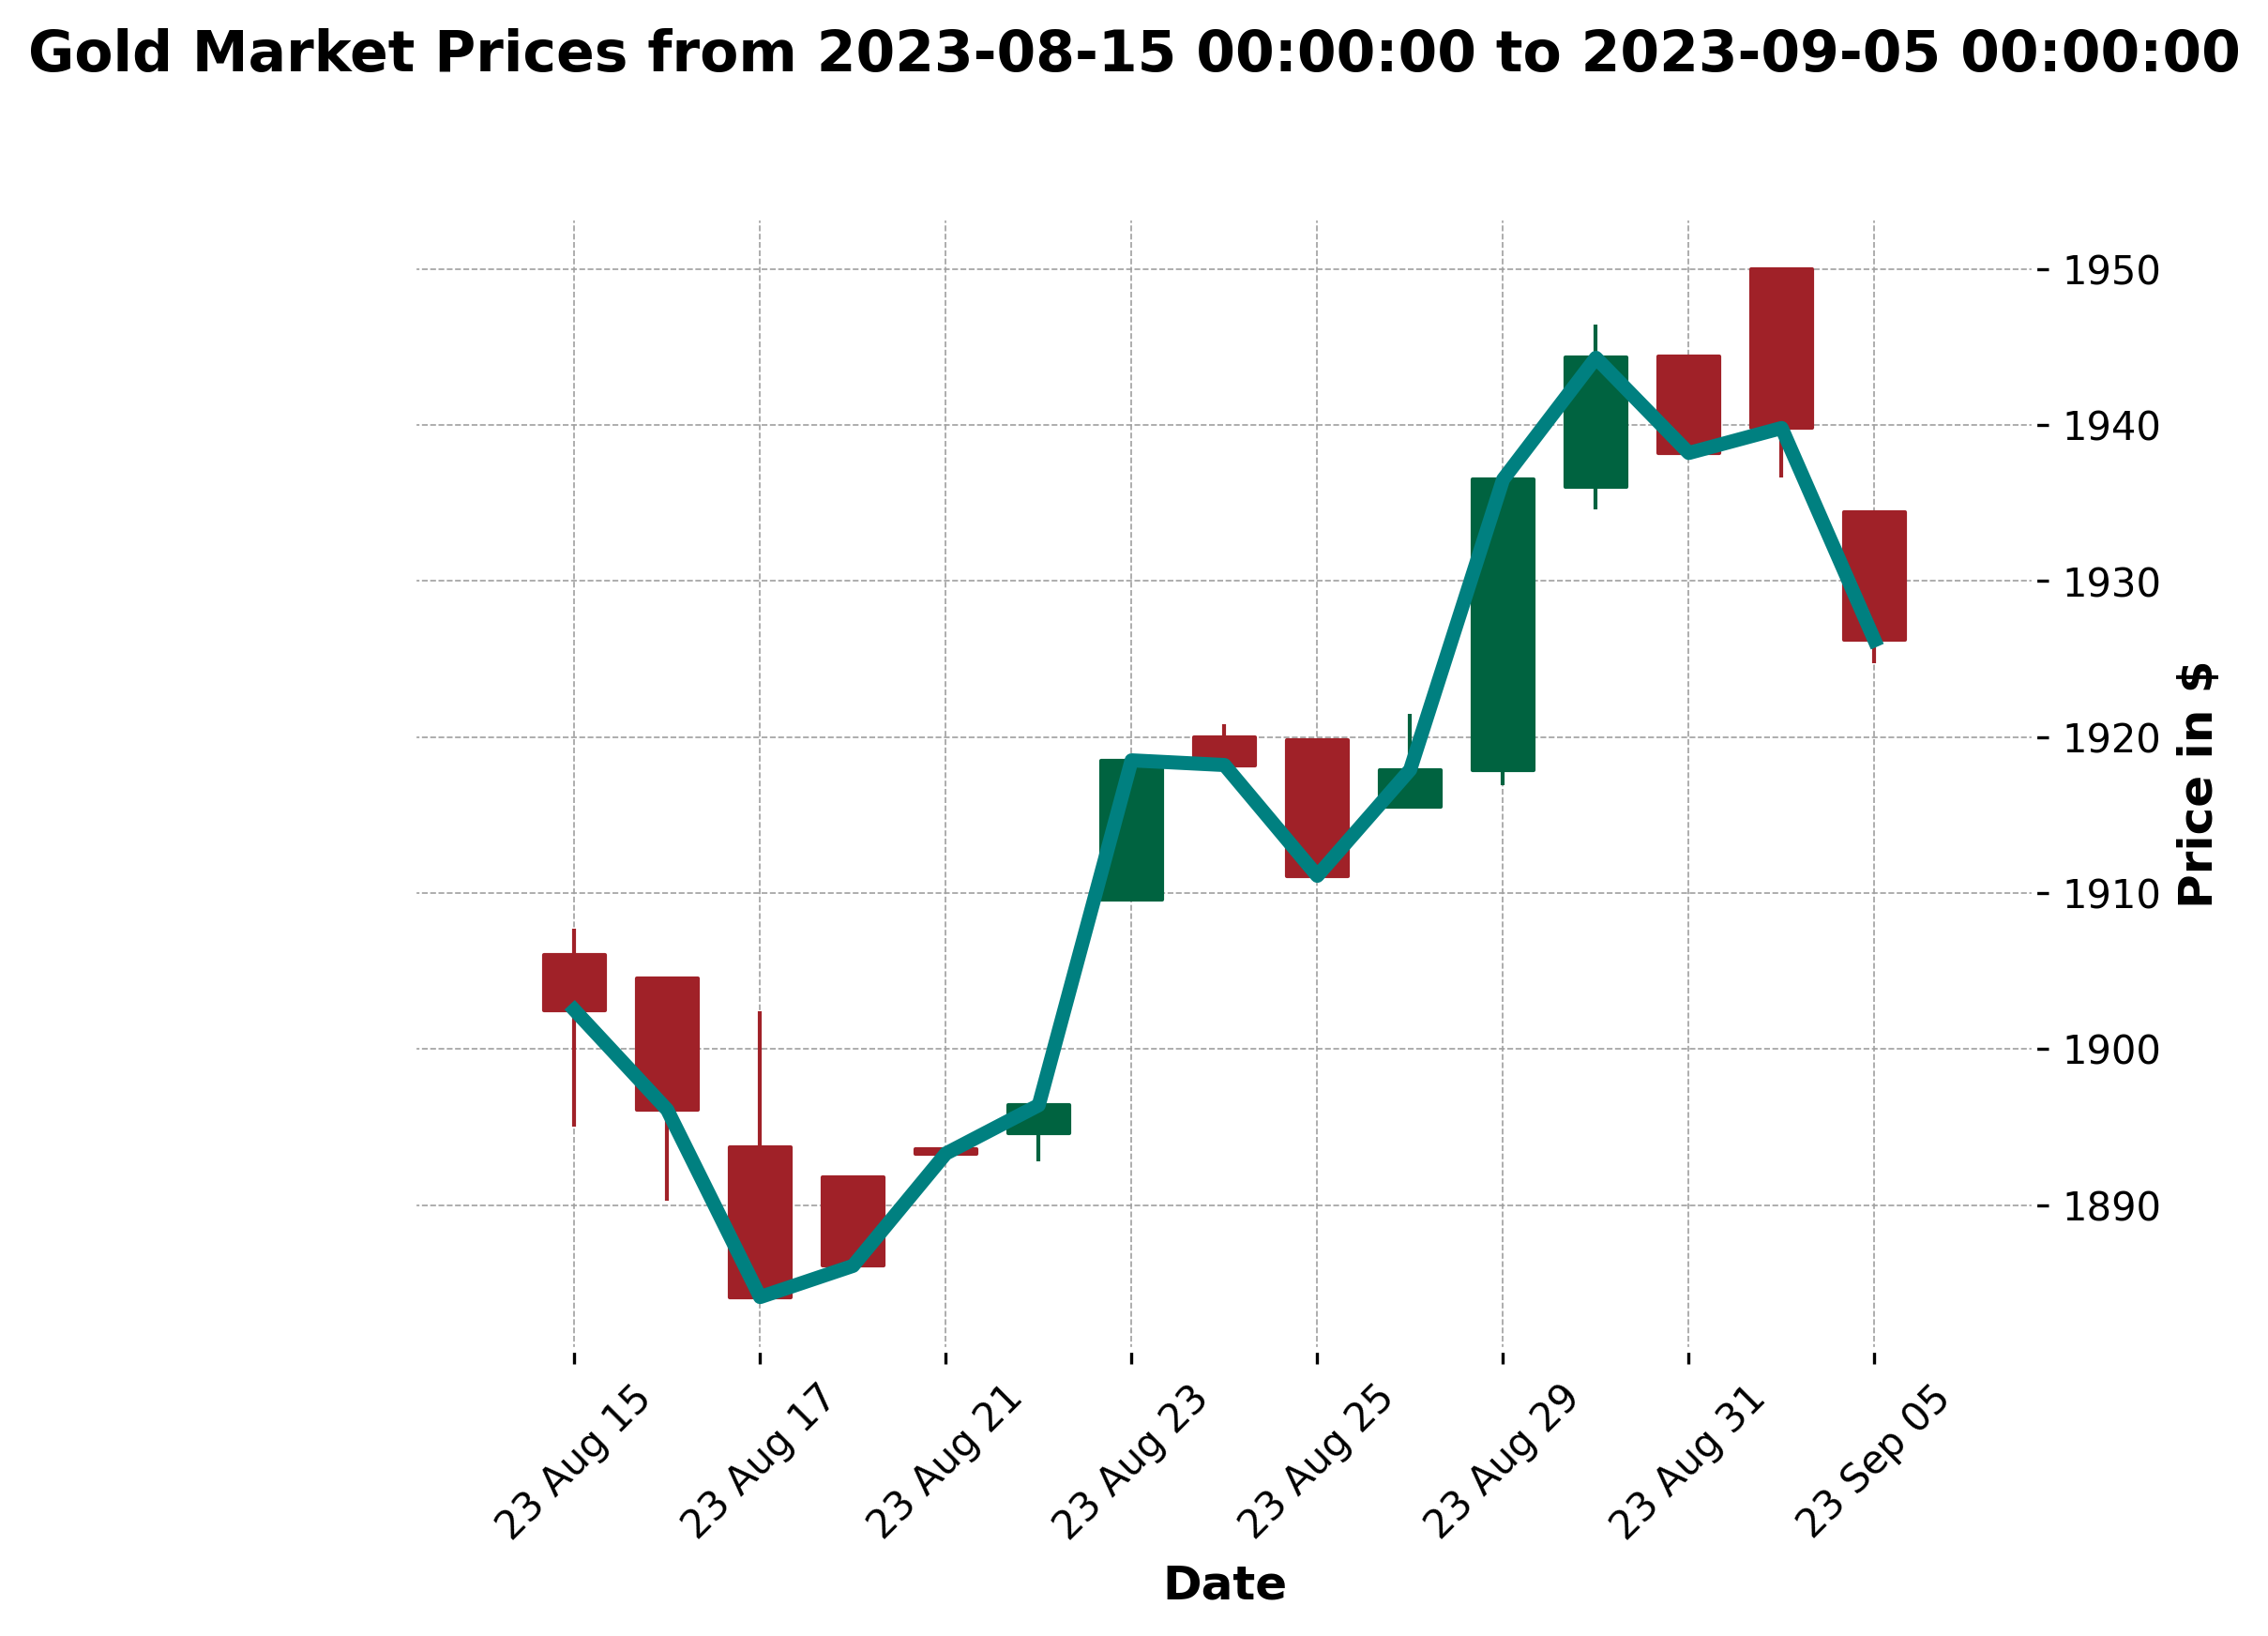 Gold Market Prices from 2023-08-15 00:00:00 to 2023-09-05 00:00:00
1950
1940
1930
1920
1910
1900
1890
Price in $
23 Aug 15
23 Aug 17
23 Aug 21
23 Aug 23
23 Aug 25
23 Aug 29
23 Aug 31
23 Sep 05
Date